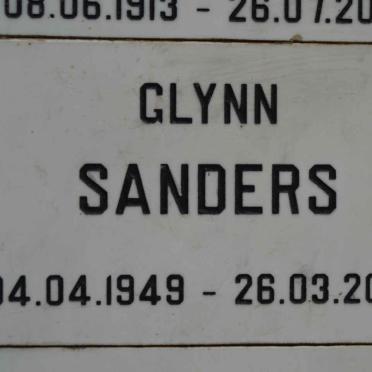 08.06.1913 - 26.07.20
GLYNN
SANDERS
04.04.1949 - 26.03.20